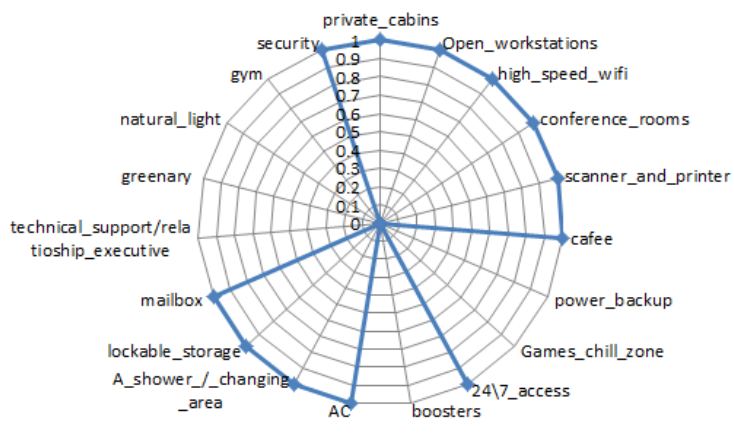 private_cabins
Open_workstations
high_speed_wifi
conference_rooms
scanner_and_printer
cafee
power_backup
Games_chill_zone
24\7_access
boosters
AC
A_shower_/_changing
_area
lockable_storage
mailbox
technical_support/rela
tioship_executive
greenary
natural_light
gym
security
1
0.9
0.8
0.7
0.6
0.5
0.4
0.3
0.2
0.1
0